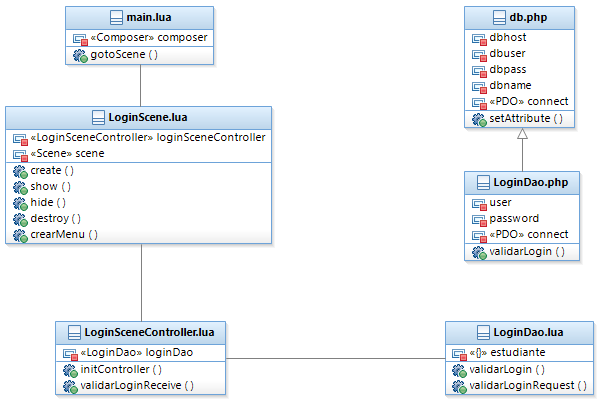 main.lua
«Composer» composer
gotoScene ( )
LoginScene.lua
«LoginSceneController» loginSceneController
«Scene» scene
create ( )
show ( )
hide ( )
destroy ( )
crearMenu ( )
LoginSceneController.lua
«LoginDao» loginDao
initController ( )
validarLoginReceive ( )
db.php
dbhost
dbuser
dbpass
dbname
«PDO» connect
setAttribute ( )
LoginDao.php
user
password
«PDO» connect
validarLogin ( )
LoginDao.lua
«{}» estudiante
validarLogin ( )
validarLoginRequest ( )